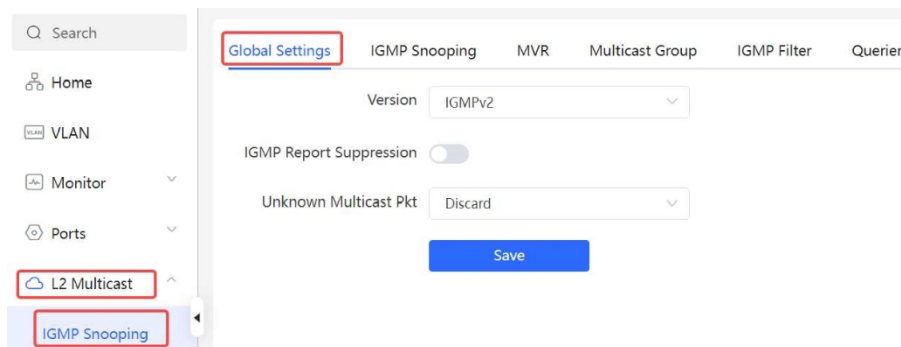 Search
Home
VLAN
VLAN
Monitor
Ports
L2 Multicast
IGMP Snooping
Global Settings IGMP Snooping MVR Multicast Group IGMP Filter Querier
Version IGMPv2
IGMP Report Suppression
Unknown Multicast Pkt Discard
Save